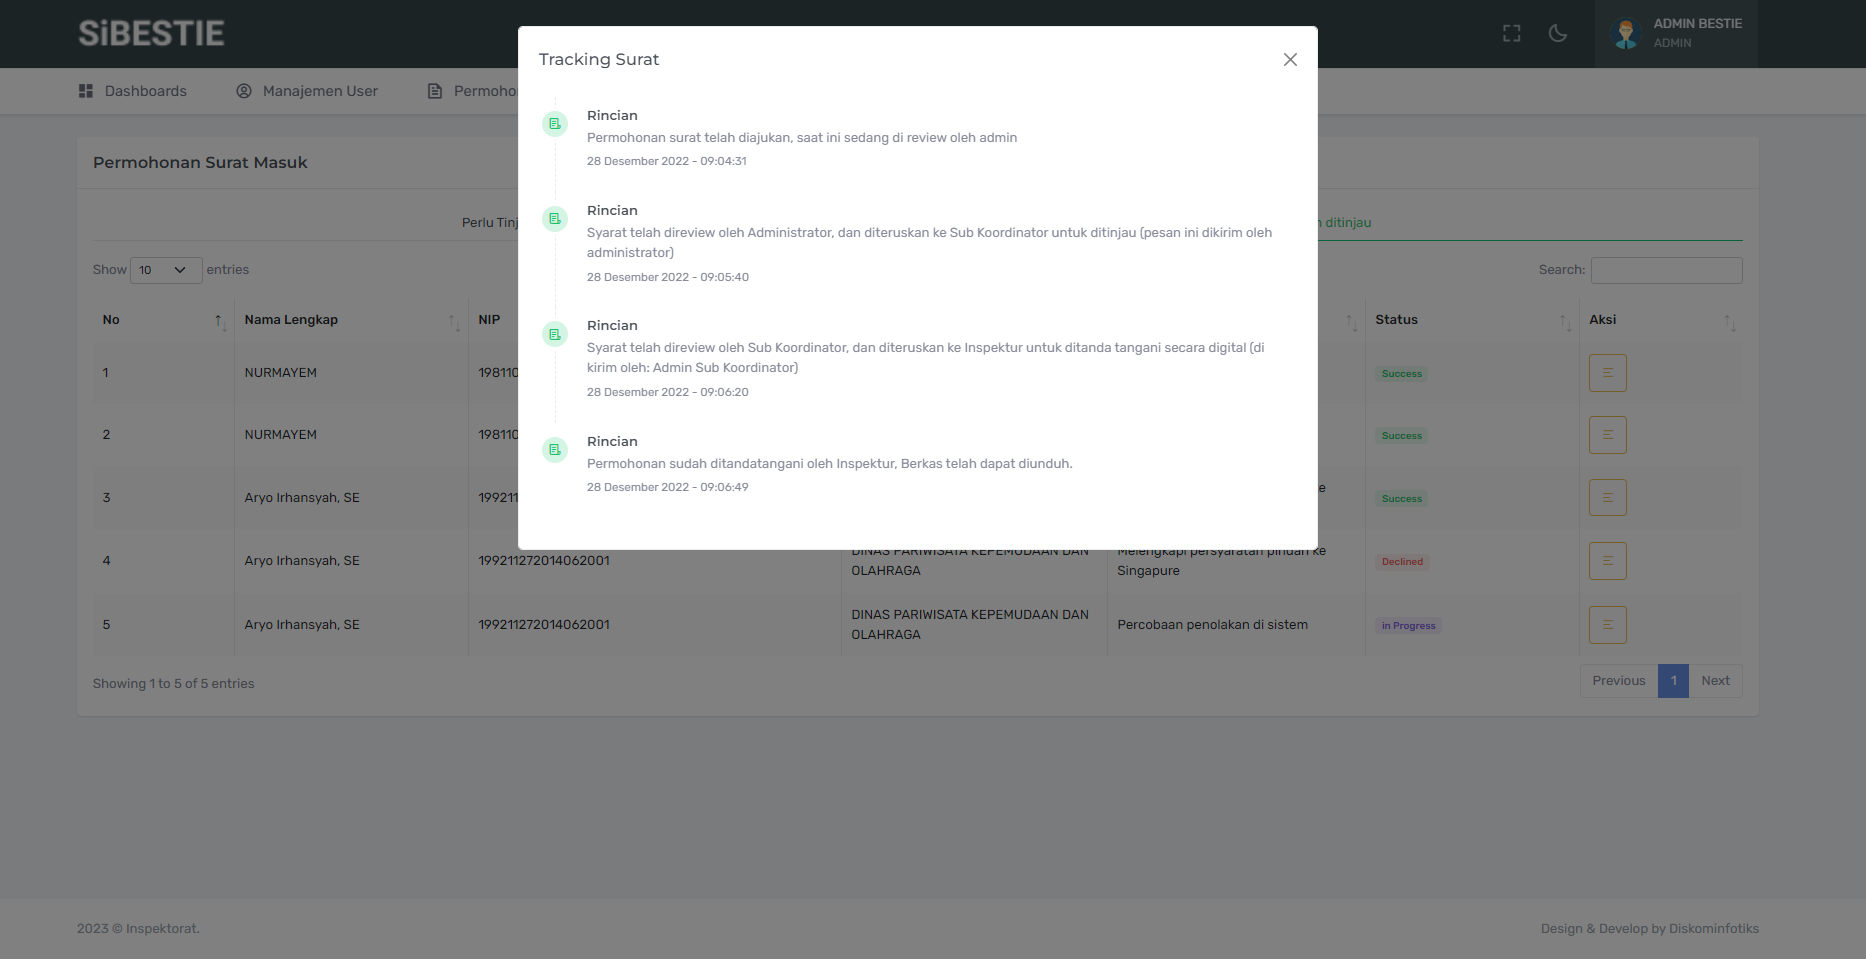 SiBESTIE
ADMIN BESTIE
ADMIN
Dashboards
Manajemen User
Tracking Surat
Rincian
Permohonan surat telah diajukan, saat ini sedang di review oleh admin
28 Desember 2022 - 09:04:31
Rincian
Syarat telah direview oleh Administrator, dan diteruskan ke Sub Koordinator untuk ditinjau (pesan ini dikirim oleh
administrator)
28 Desember 2022 - 09:05:40
Rincian
Syarat telah direview oleh Sub Koordinator, dan diteruskan ke Inspektur untuk ditanda tangani secara digital (di
kirim oleh: Admin Sub Koordinator)
28 Desember 2022 - 09:06:20
Rincian
Permohonan sudah ditandatangani oleh Inspektur, Berkas telah dapat diunduh.
28 Desember 2022 - 09:06:49
Permohonan Surat Masuk
Perlu
ditinjau
Show 10 entries
Search:
No Nama Lengkap NIP Status Aksi
1 NURMAYEM Success
2 NURMAYEM Success
3 Aryo Irhansyah, SE Success
4 Aryo Irhansyah, SE 199211272014062001 DINAS PARIWISATA KEPEMUDAAN DAN Melengkapi persyaratan pindah ke Declined
OLAHRAGA Singapure
5 Aryo Irhansyah, SE 199211272014062001 DINAS PARIWISATA KEPEMUDAAN DAN Percobaan penolakan di sistem in Progress
OLAHRAGA
Showing 1 to 5 of 5 entries
Previous 1 Next
2023 © Inspektorat.
Design & Develop by Diskominfotiks